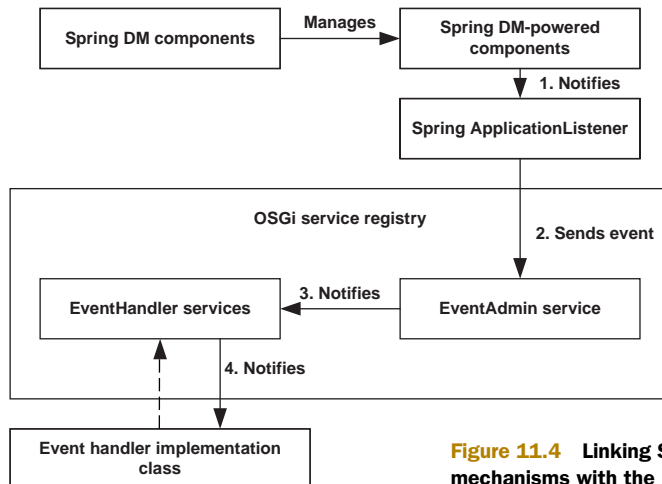 Manages
Spring DM components
Spring DM-powered
components
1. Notifies
Spring ApplicationListener
OSGi service registry
2. Sends event
3. Notifies
EventHandler services
EventAdmin service
4. Notifies
Event handler implementation
class
Figure 11.4 Linking
mechanisms with the